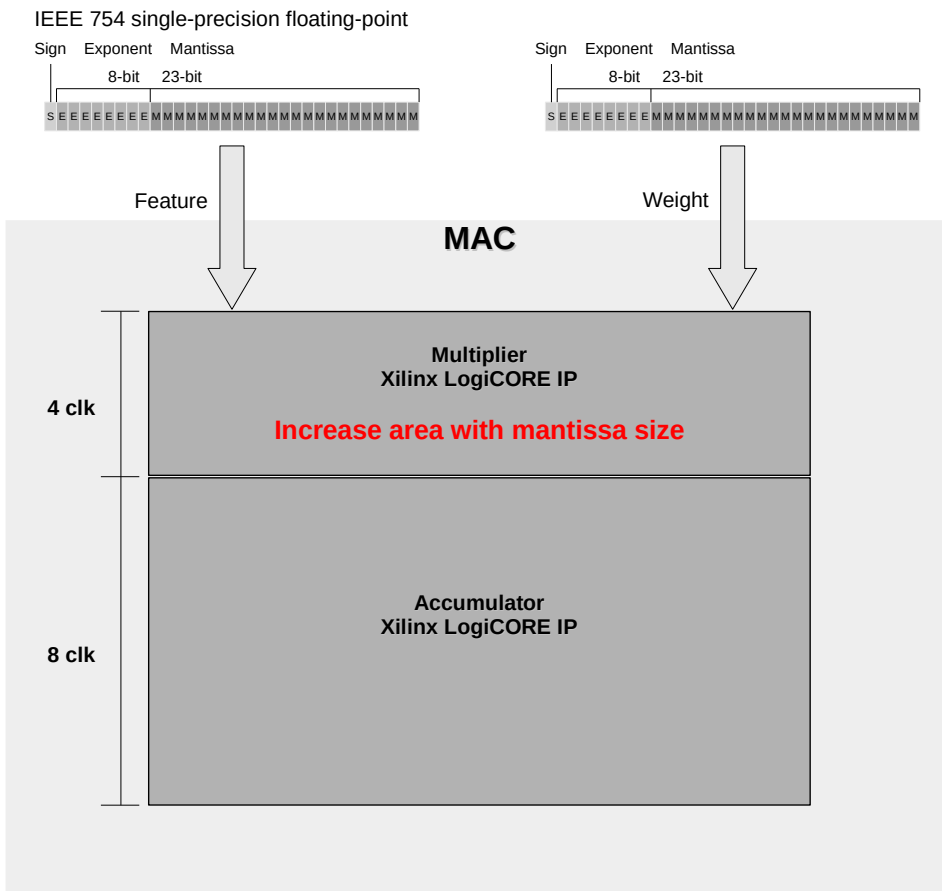 IEEE 754 single-precision floating-point
Sign Exponent Mantissa
8-bit 23-bit
S E E E E E E E E M M M M M M M M M M M M M M M M M M M M M M M
Sign Exponent Mantissa
8-bit 23-bit
S E E E E E E E E M M M M M M M M M M M M M M M M M M M M M M M
Feature
Weight
MAC
Multiplier
Xilinx LogiCORE IP
4 clk
Increase area with mantissa size
Accumulator
Xilinx LogiCORE IP
8 clk